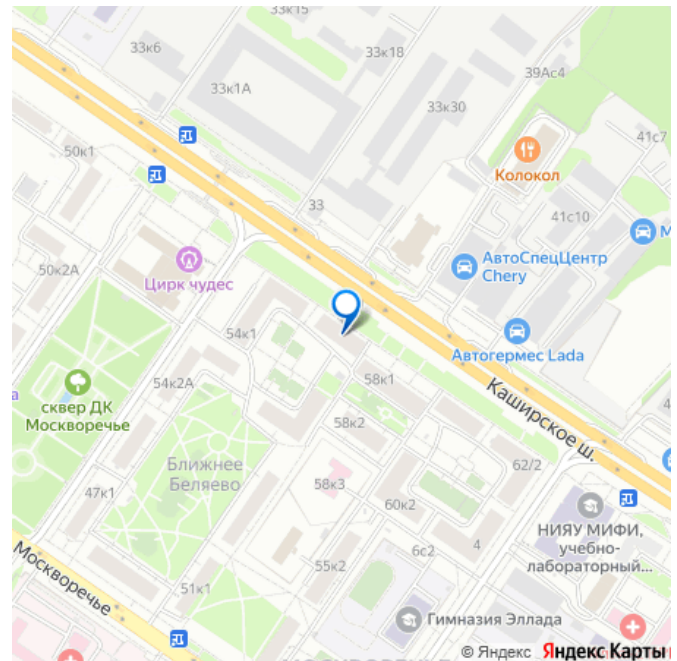 33к15
33к6
33к18
39Ас4
33к1А
33к30
41с7
50к1
Колокол
33
41с10
М
50к2А
Цирк чудес
АвтоСпецЦентр
Chery
54к1
Автогермес Lada
а
сквер ДК
Москворечье
54к2А
58к1
Каширское ш.
4
58к2
Ближнее
Беляево
62/2
47к1
58к3
60к2
НИЯУ МИФИ,
учебно-
лабораторный...
Москворечье
6с2
4
55к2
51к1
Гимназия Эллада
© Яндекс Яндекс Карты